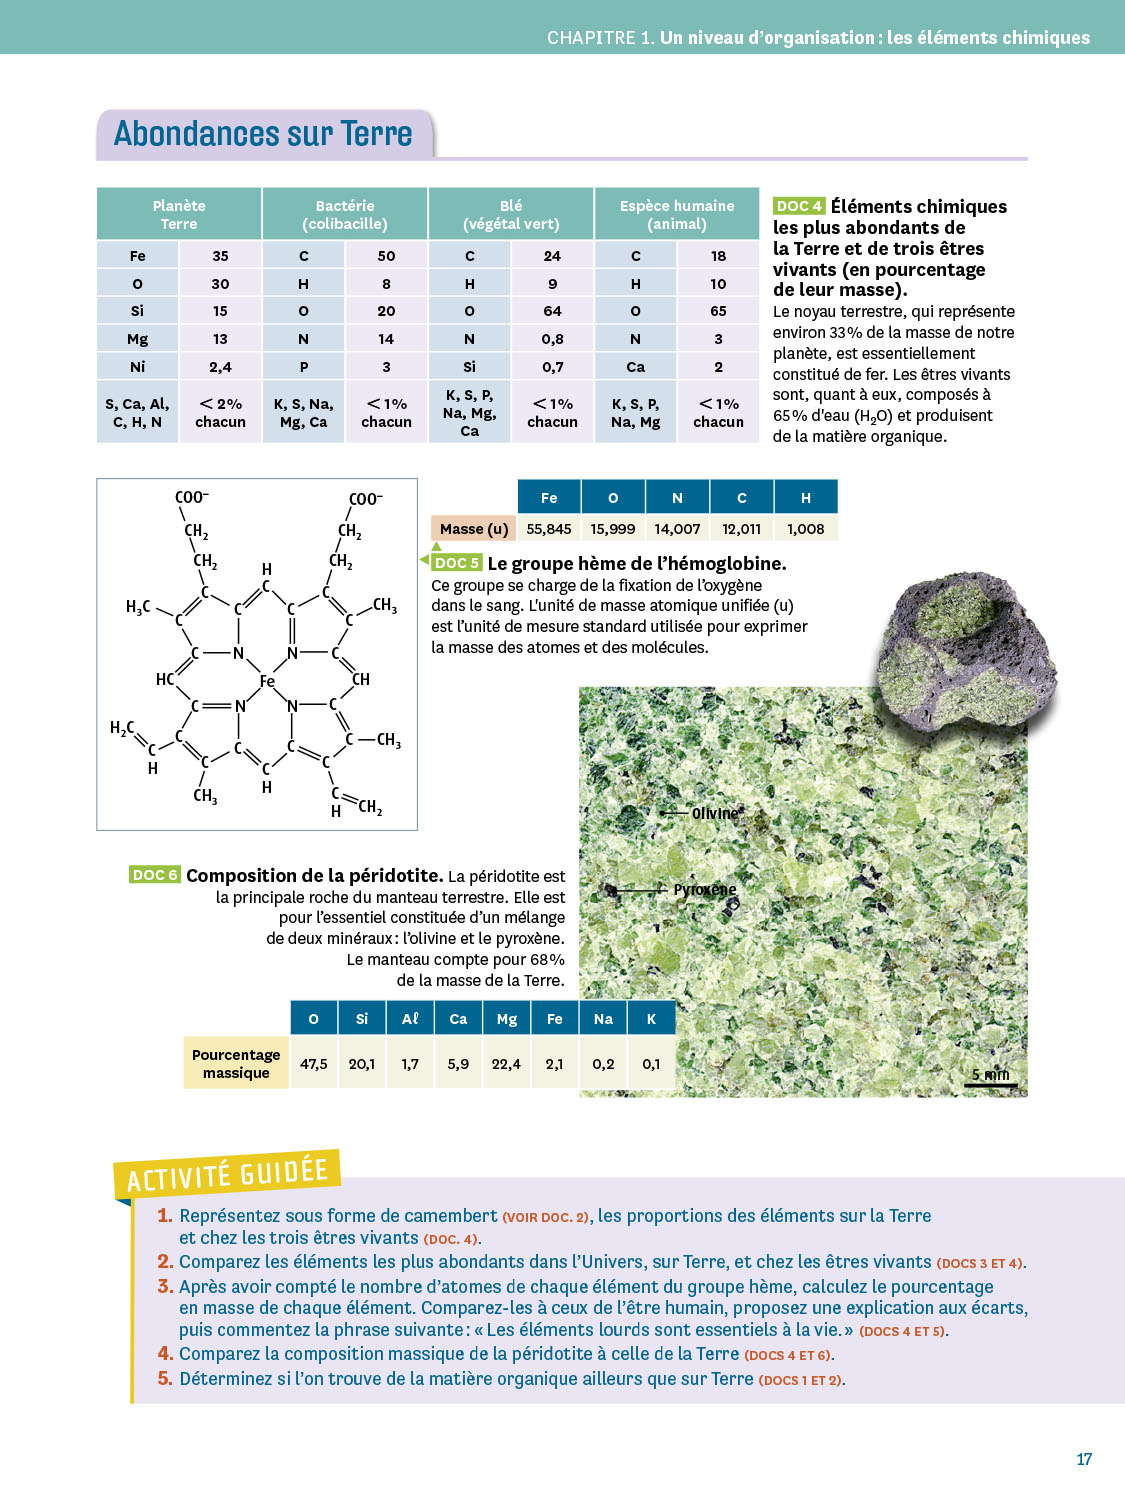 CHAPITRE 1. Un niveau d'organisation : les éléments chimiques
Abondances sur Terre
Planète Terre Bactérie (colibacille) Blé (végétal vert) Espèce humaine (animal)
Fe 35 C 50 C 24 C 18
O 30 H 8 H 9 H 10
Si 15 O 20 O 64 O 65
Mg 13 N 14 N 0,8 N 3
Ni 2,4 P 3 Si 0,7 Ca 2
S, Ca, Al, C, H, N < 2% chacun K, S, Na, Mg, Ca < 1% chacun K, S, P, Na, Mg, Ca < 1% chacun K, S, P, Na, Mg < 1% chacun
DOC 4 Éléments chimiques
les plus abondants de
la Terre et de trois êtres
vivants (en pourcentage
de leur masse).
Le noyau terrestre, qui représente
environ 33 % de la masse de notre
planète, est essentiellement
constitué de fer. Les êtres vivants
sont, quant à eux, composés à
65 % d'eau (H₂O) et produisent
de la matière organique.
COO⁻ COO⁻
CH₂ CH₂
CH₂ H CH₂
C C C
H₃C C C CH₃
C C
C N N C
HC Fe CH
C N N C
H₂C C C CH₃
C C C
H C C C
CH₃ H C CH₂
H
Fe O N C H
Masse (u) 55,845 15,999 14,007 12,011 1,008
DOC 5 Le groupe hème de l'hémoglobine.
Ce groupe se charge de la fixation de l'oxygène
dans le sang. L'unité de masse atomique unifiée (u)
est l'unité de mesure standard utilisée pour exprimer
la masse des atomes et des molécules.
Olivine
Pyroxène
5 mm
DOC 6 Composition de la péridotite. La péridotite est
la principale roche du manteau terrestre. Elle est
pour l'essentiel constituée d'un mélange
de deux minéraux : l'olivine et le pyroxène.
Le manteau compte pour 68 %
de la masse de la Terre.
O Si Aℓ Ca Mg Fe Na K
Pourcentage massique 47,5 20,1 1,7 5,9 22,4 2,1 0,2 0,1
ACTIVITÉ GUIDÉE
1. Représentez sous forme de camembert (VOIR DOC. 2), les proportions des éléments sur la Terre
et chez les trois êtres vivants (DOC. 4).
2. Comparez les éléments les plus abondants dans l'Univers, sur Terre, et chez les êtres vivants (DOCS 3 ET 4).
3. Après avoir compté le nombre d'atomes de chaque élément du groupe hème, calculez le pourcentage
en masse de chaque élément. Comparez-les à ceux de l'être humain, proposez une explication aux écarts,
puis commentez la phrase suivante : « Les éléments lourds sont essentiels à la vie. » (DOCS 4 ET 5).
4. Comparez la composition massique de la péridotite à celle de la Terre (DOCS 4 ET 6).
5. Déterminez si l'on trouve de la matière organique ailleurs que sur Terre (DOCS 1 ET 2).
17